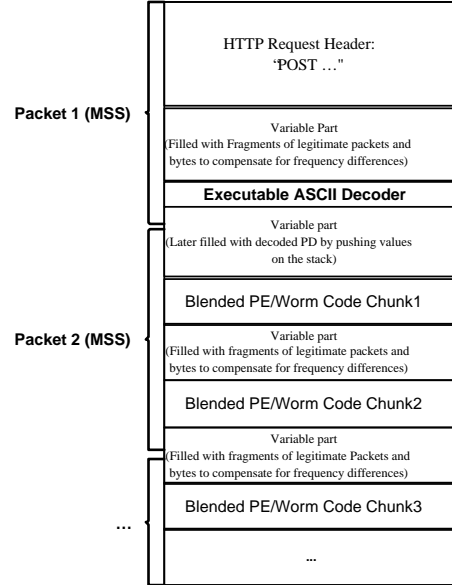 HTTP Request Header:
“POST ..."
Packet 1 (MSS)
Variable Part
(Filled with Fragments of legitimate packets and
bytes to compensate for frequency differences)
Executable ASCII Decoder
Variable part
(Later filled with decoded PD by pushing values
on the stack)
Blended PE/Worm Code Chunk1
Packet 2 (MSS)
Variable part
(Filled with fragments of legitimate packets and
bytes to compensate for frequency differences)
Blended PE/Worm Code Chunk2
Variable part
(Filled with fragments of legitimate Packets and
bytes to compensate for frequency differences)
Blended PE/Worm Code Chunk3
...
...